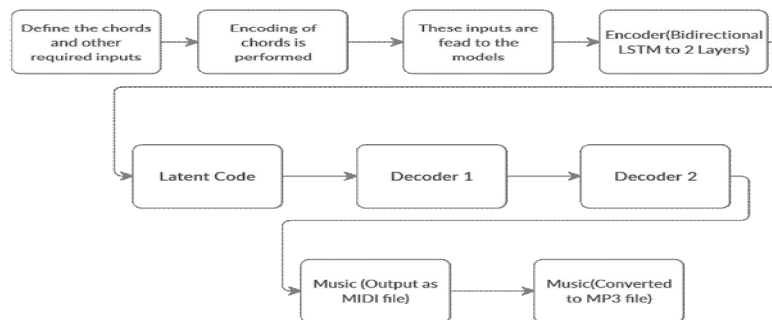 Define the chords
and other
required inputs
Encoding of
chords is
performed
These inputs are
fead to the
models
Encoder(Bidirectional
LSTM to 2 Layers)
Latent Code
Decoder 1
Decoder 2
Music (Output as
MIDI file)
Music(Converted
to MP3 file)